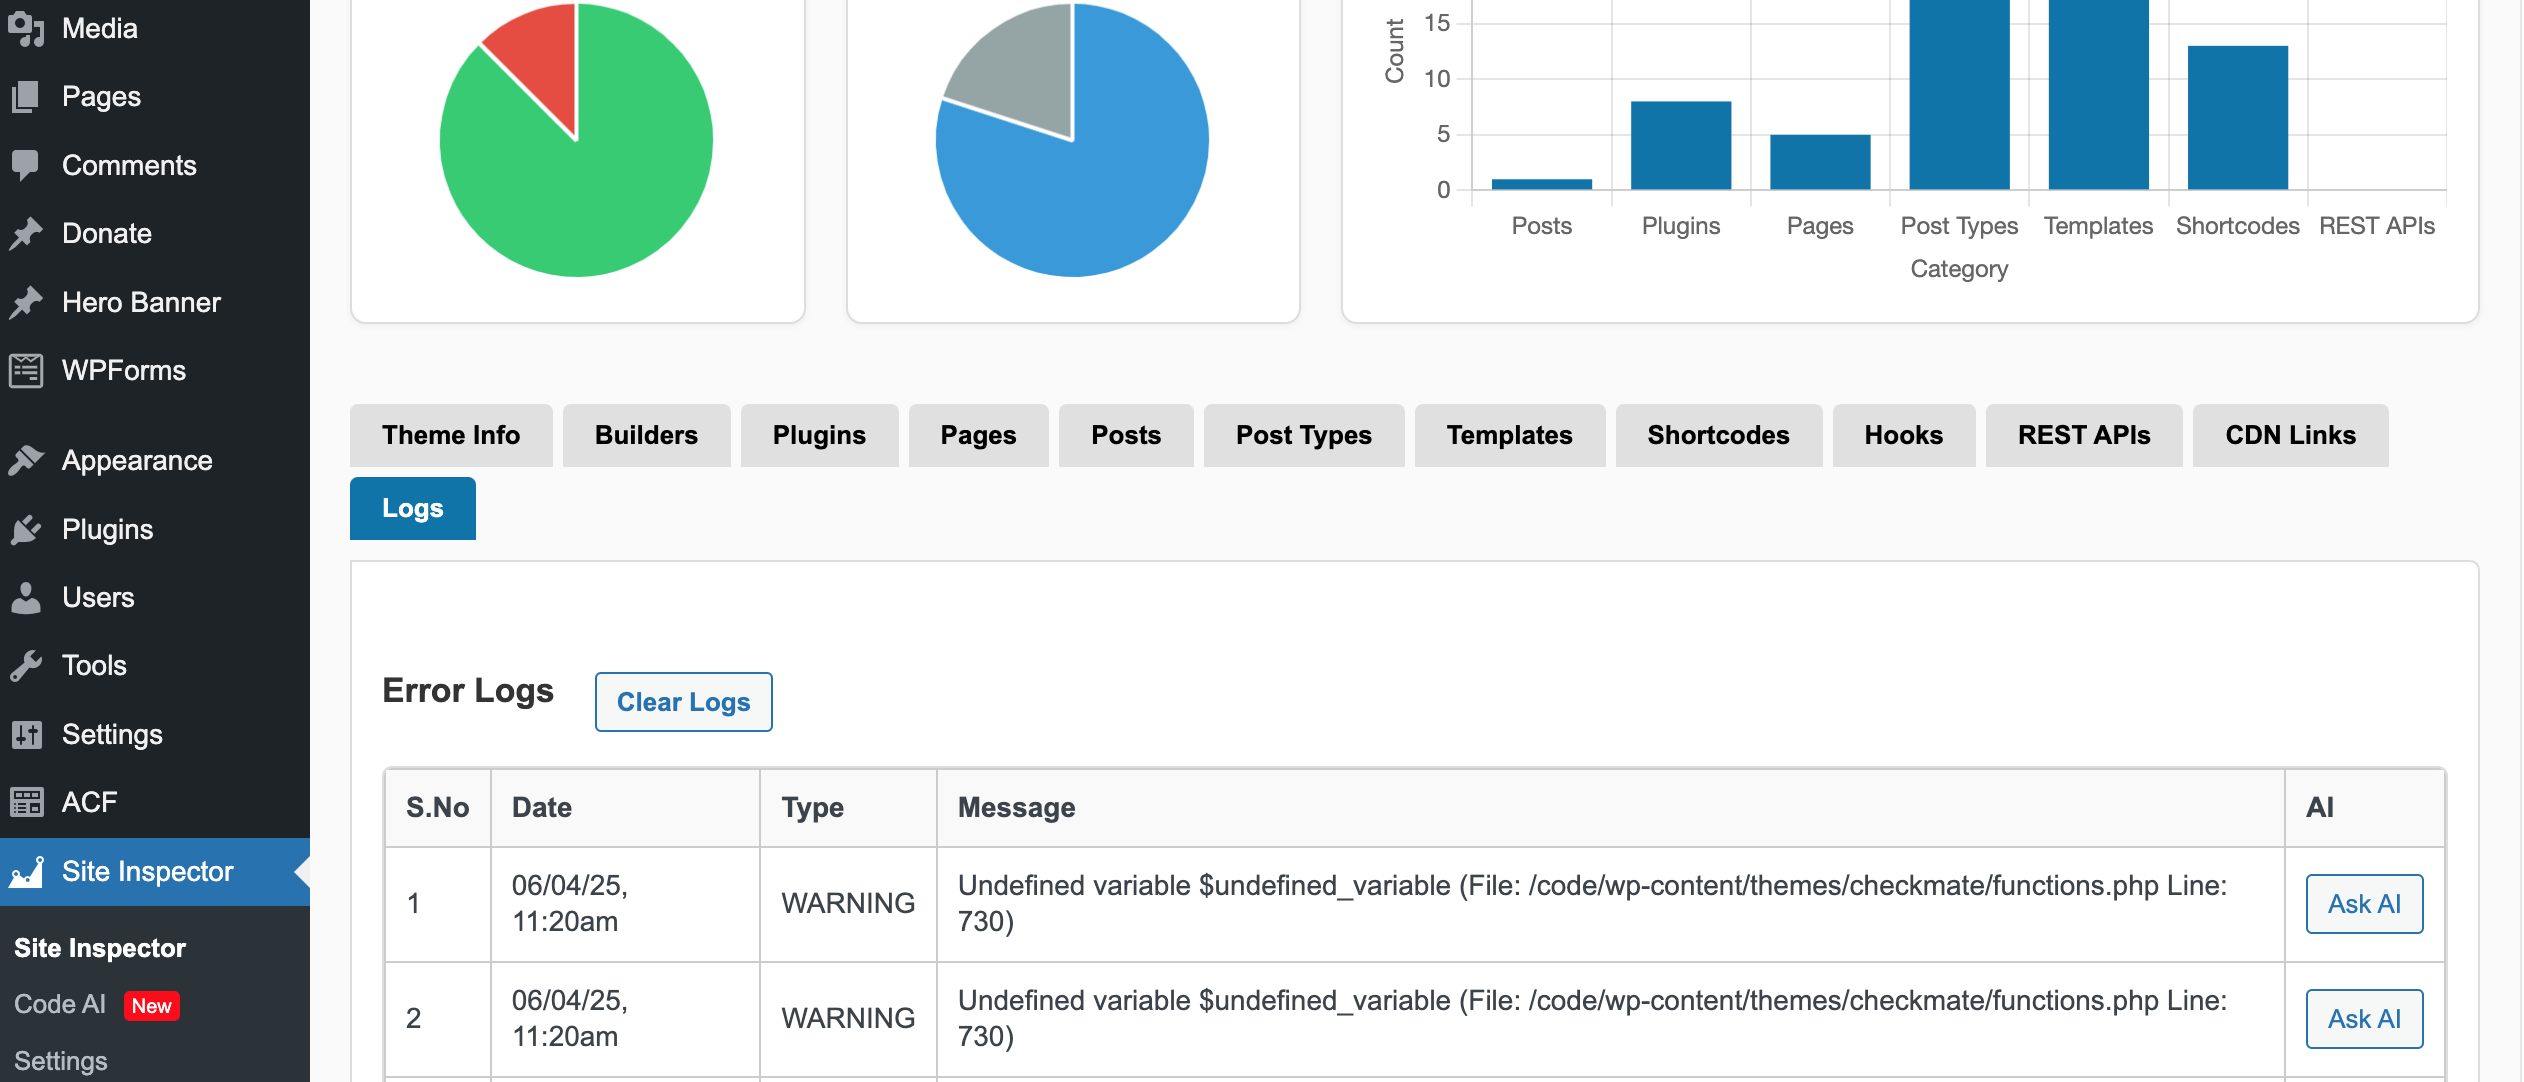 Media
Pages
Comments
Donate
Hero Banner
WPForms
Appearance
Plugins
Users
Tools
Settings
ACF
Site Inspector
Site Inspector
Code AI New
Settings
Count
15
10
5
0
Posts Plugins Pages Post Types Templates Shortcodes REST APIs
Category
Theme Info Builders Plugins Pages Posts Post Types Templates Shortcodes Hooks REST APIs CDN Links
Logs
Error Logs Clear Logs
S.No Date Type Message AI
1 06/04/25, 11:20am WARNING Undefined variable $undefined_variable (File: /code/wp-content/themes/checkmate/functions.php Line:
730) Ask AI
2 06/04/25, 11:20am WARNING Undefined variable $undefined_variable (File: /code/wp-content/themes/checkmate/functions.php Line:
730) Ask AI